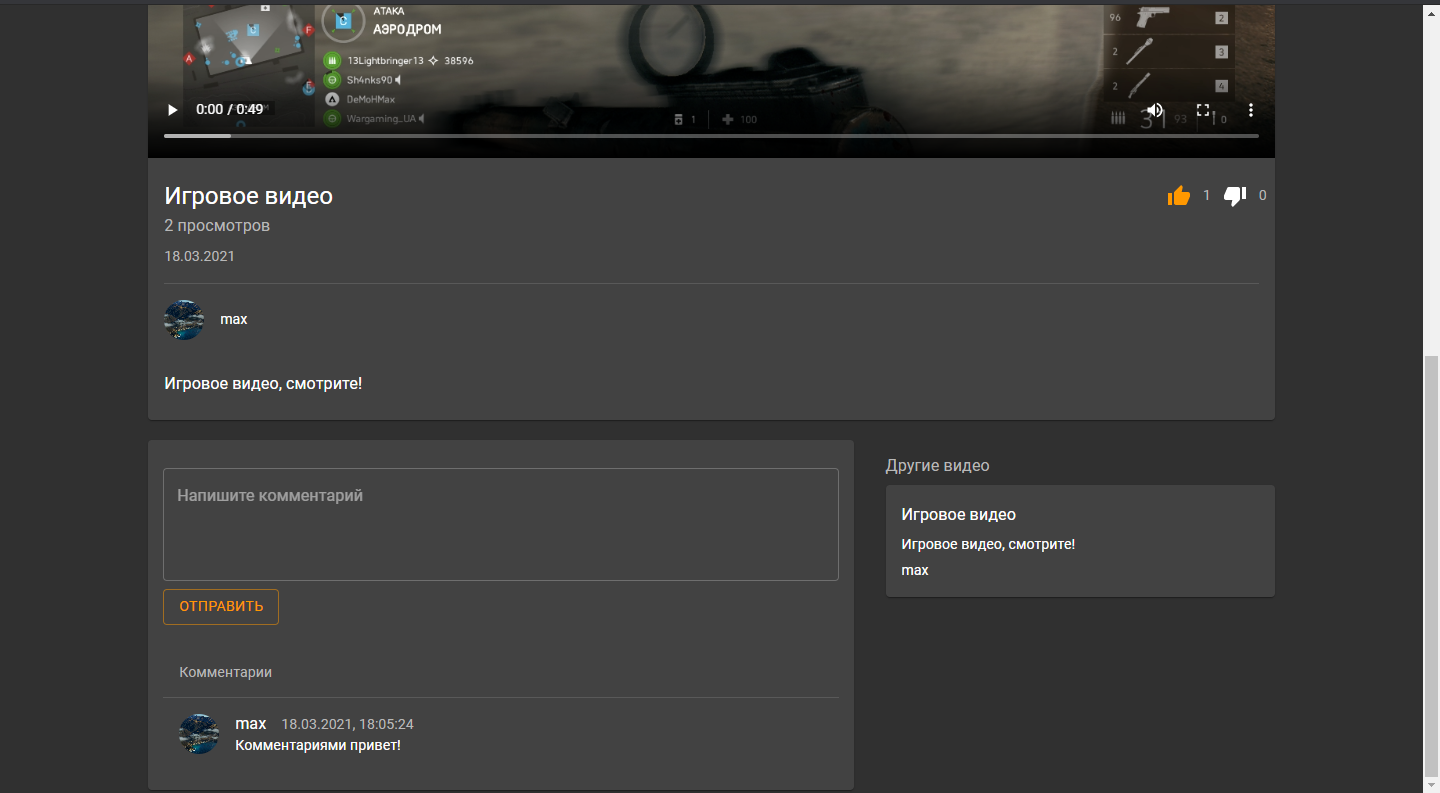 АТАКА
АЭРОДРОМ
13Lightbringer13 38596
Sh4nks90
DeMoHMax
Wargaming_UA
C
C
F
A
E
96 2
2 3
2 4
0:00 / 0:49
1 100
31 93 0
Игровое видео
1 0
2 просмотров
18.03.2021
max
Игровое видео, смотрите!
Напишите комментарий
ОТПРАВИТЬ
Комментарии
max 18.03.2021, 18:05:24
Комментариями привет!
Другие видео
Игровое видео
Игровое видео, смотрите!
max